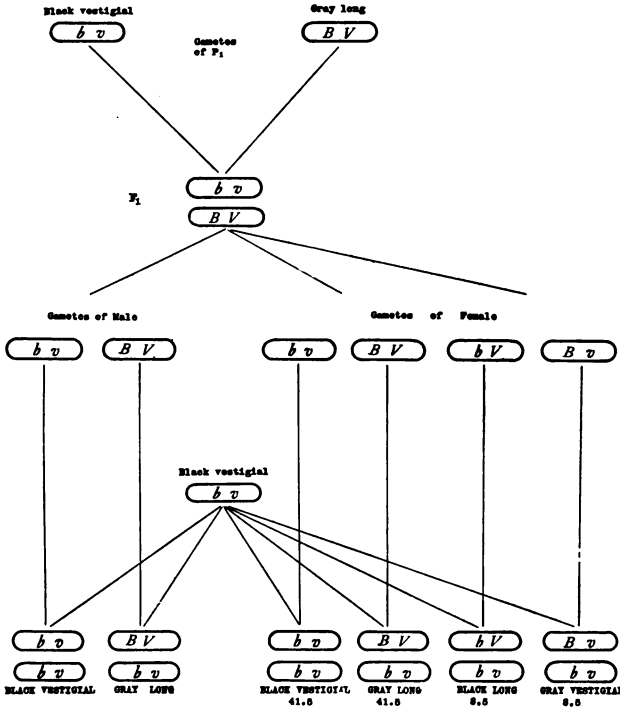 Black vestigial Gray long
b v B V
Gametes
of P₁
F₁
b v
B V
Gametes of Male Gametes of Female
b v B V b v B V b V B v
Black vestigial
b v
b v B V b v B V b V B v
b v b v b v b v b v b v
BLACK VESTIGIAL GRAY LONG BLACK VESTIGIAL GRAY LONG BLACK LONG GRAY VESTIGIAL
41.5 41.5 8.5 8.5